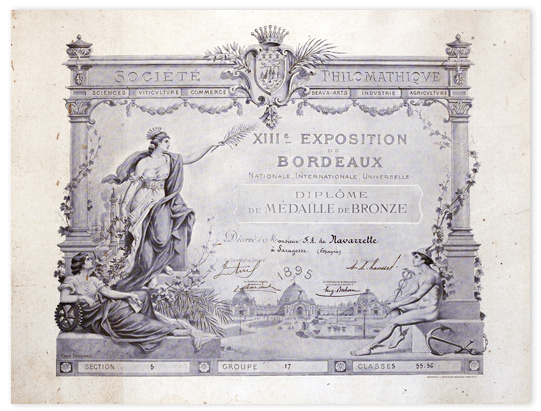 SOCIÉTÉ PHILOMATHIQUE
SCIENCES VITICULTURE COMMERCE BEAUX-ARTS INDUSTRIE AGRICULTURE
XIIIe EXPOSITION
DE
BORDEAUX
NATIONALE, INTERNATIONALE, UNIVERSELLE
DIPLÔME
DE MÉDAILLE DE BRONZE
Décerné à Monsieur F. A. de Navarrette
à Saragosse (Espagne)
1895
SECTION 5 GROUPE 17 CLASSES 55-56